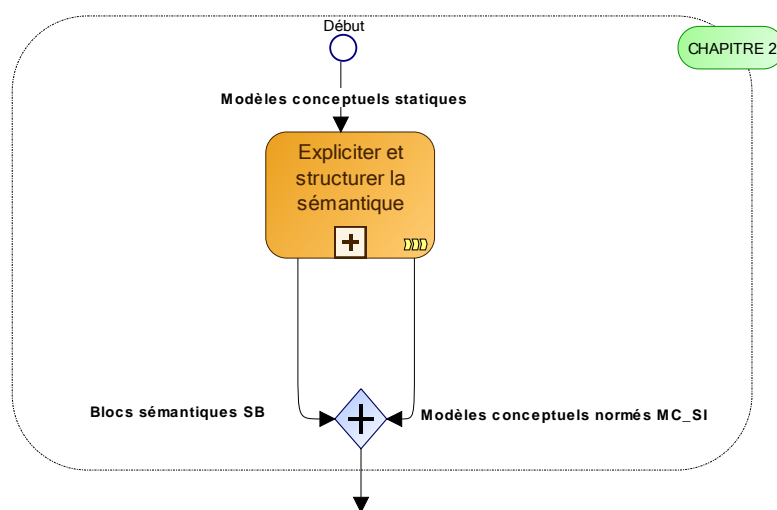 Début
CHAPITRE 2
Modèles conceptuels statiques
Expliciter et
structurer la
sémantique
Blocs sémantiques SB
Modèles conceptuels normés MC_SI